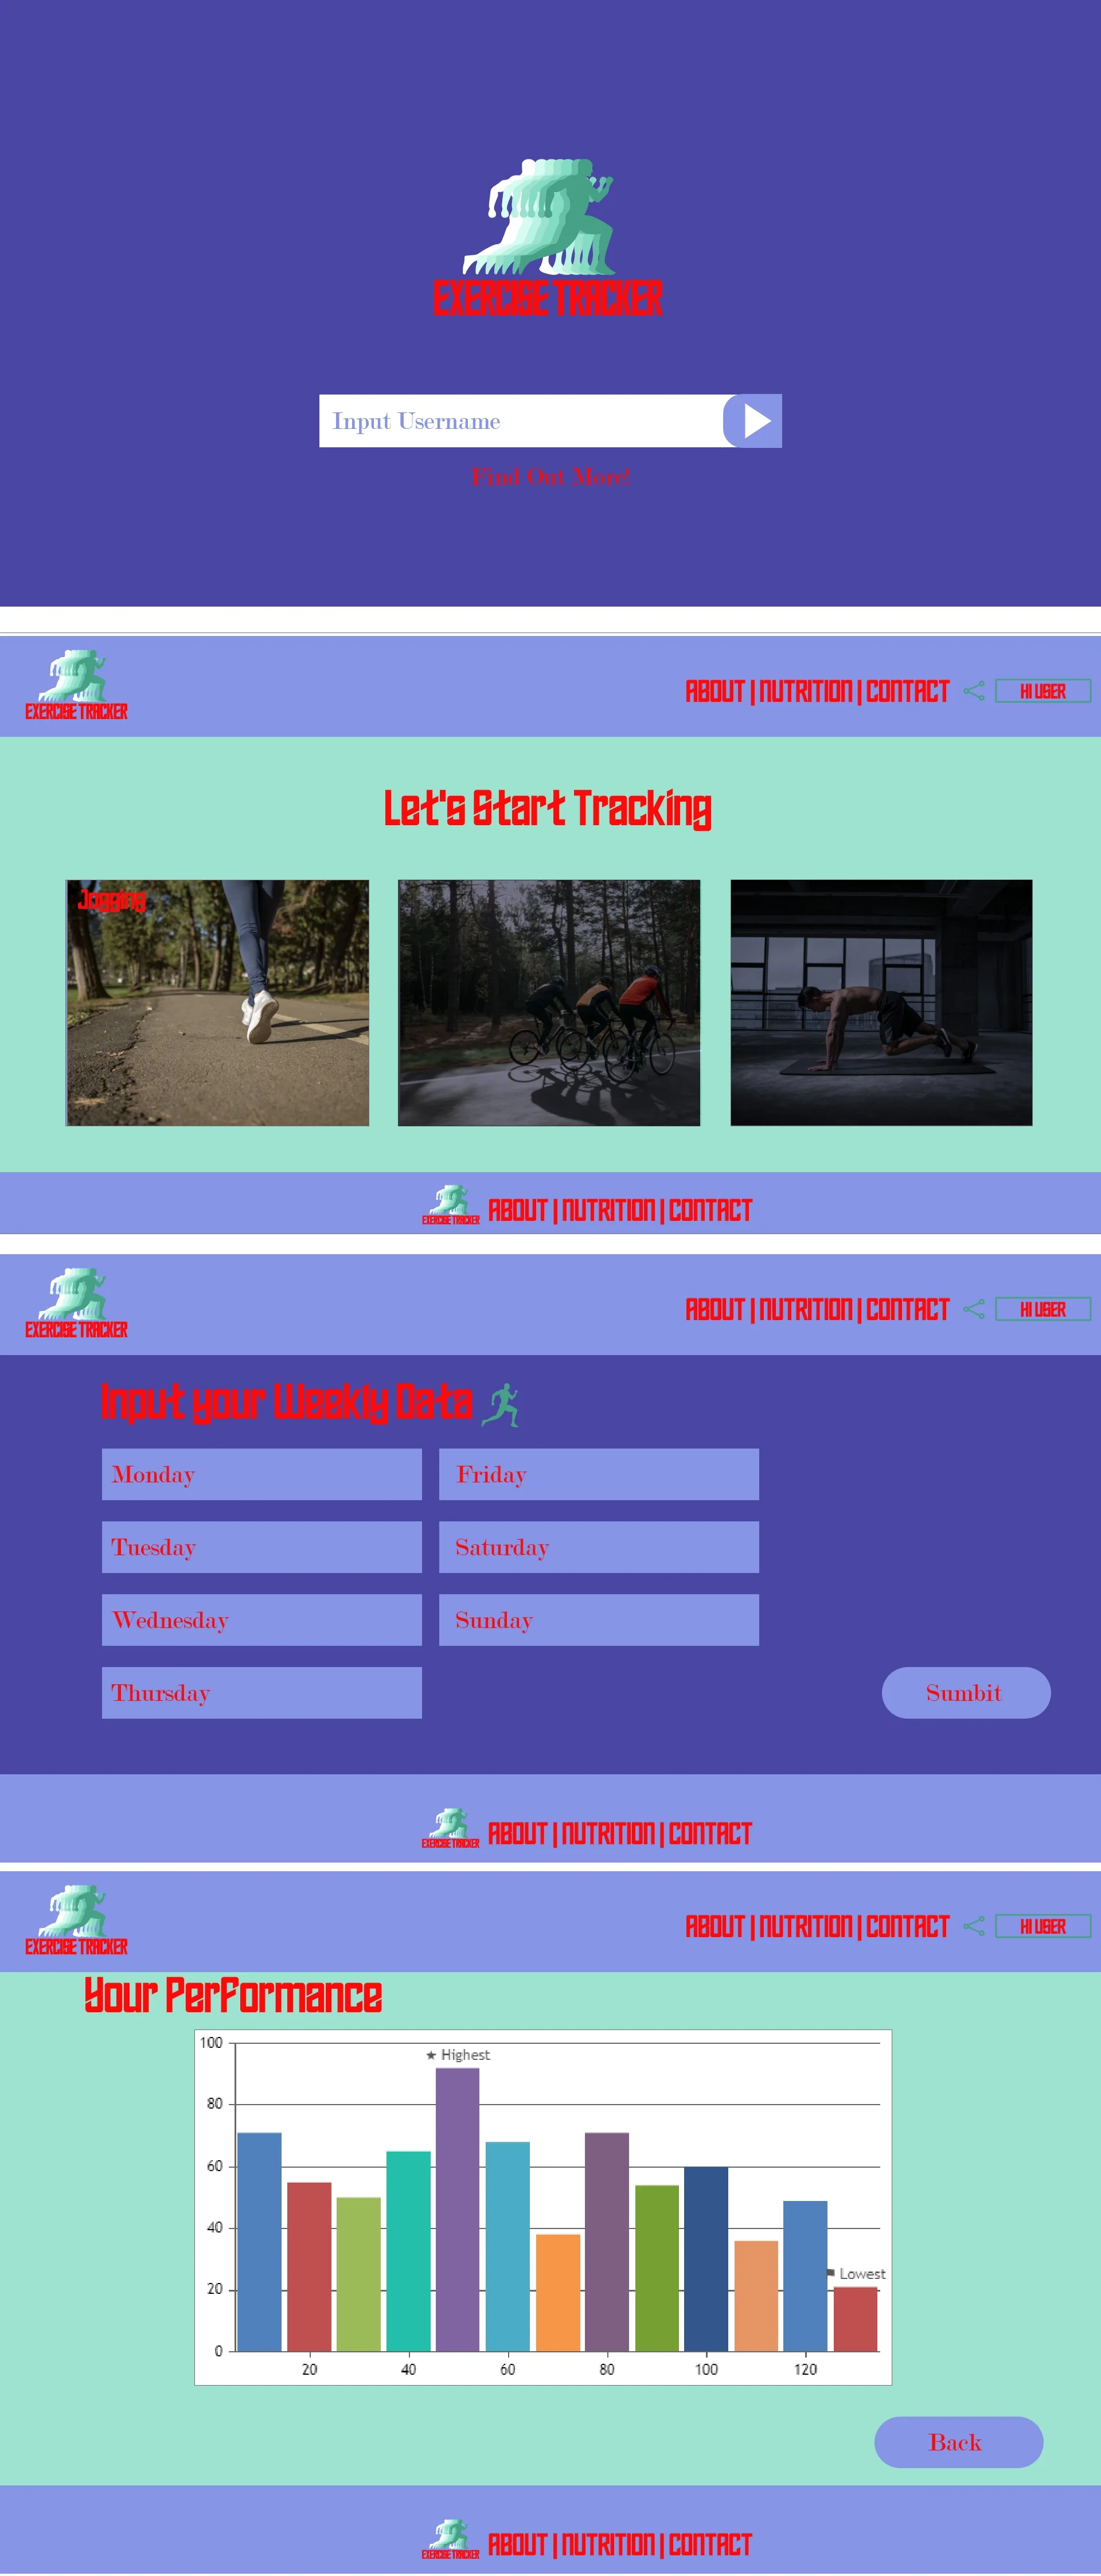 EXERCISE TRACKER
Input Username
Find Out More!
EXERCISE TRACKER
ABOUT | NUTRITION | CONTACT
HI USER
Let's Start Tracking
Jogging
EXERCISE TRACKER
ABOUT | NUTRITION | CONTACT
EXERCISE TRACKER
ABOUT | NUTRITION | CONTACT
HI USER
Input your Weekly Data
Monday
Friday
Tuesday
Saturday
Wednesday
Sunday
Thursday
Sumbit
EXERCISE TRACKER
ABOUT | NUTRITION | CONTACT
EXERCISE TRACKER
ABOUT | NUTRITION | CONTACT
HI USER
Your Performance
100
★ Highest
80
60
40
Lowest
20
0
20 40 60 80 100 120
Back
EXERCISE TRACKER
ABOUT | NUTRITION | CONTACT